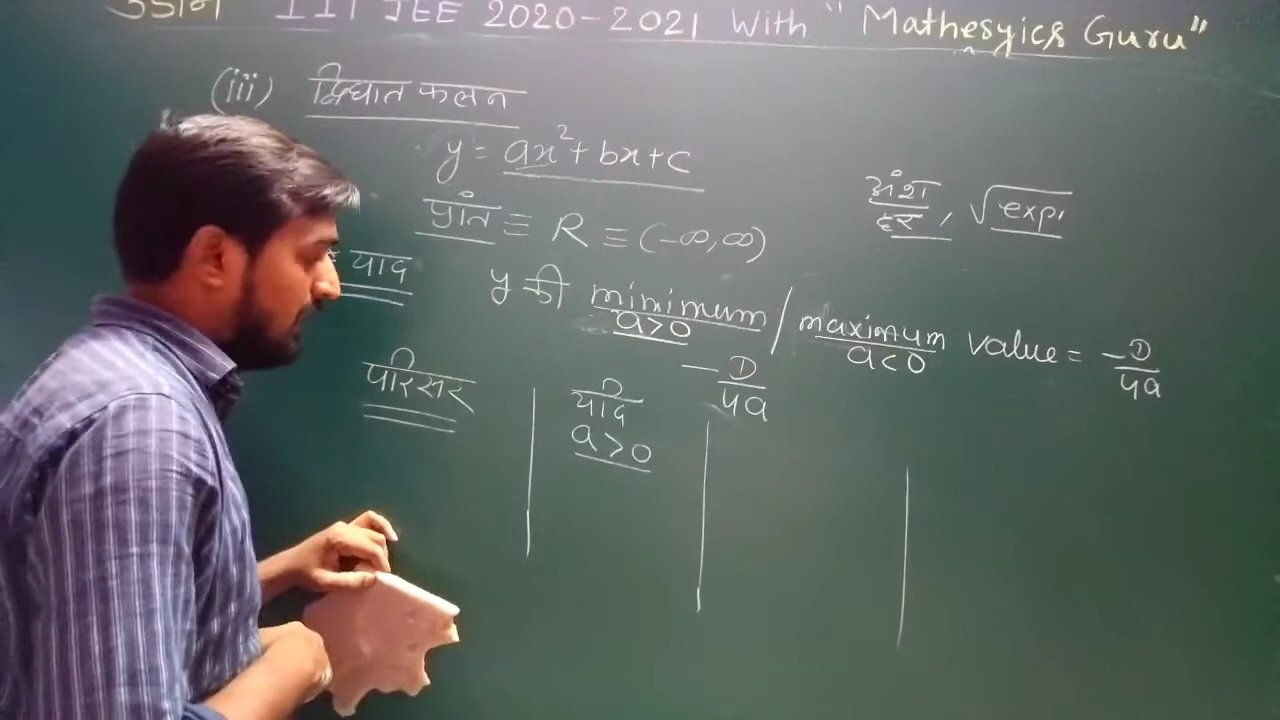 उड़ान IIT JEE 2020-2021 With "Mathesyics Guru"
(iii) द्विघात फलन
y = ax²+bx+c
प्रांत ≡ R ≡ (-∞,∞)
अंश/हर, √exp.
याद
y की minimum/maximum value = -D/4a
a>0 a<0
-D/4a
परिसर
यदि
a>0